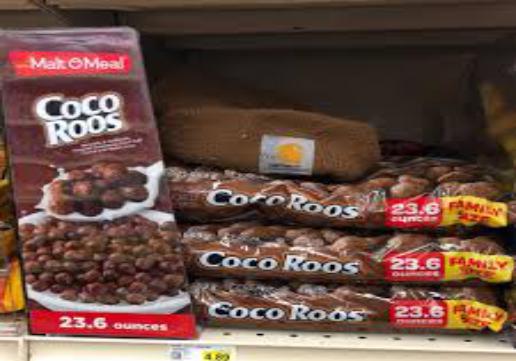 Malt O Meal
COCO
ROOS
23.6 ounces
Coco Roos
23.6
ounces
FAMILY
SIZE
Coco Roos
23.6
ounces
FAMILY
SIZE
Coco Roos
23.6
ounces
FAMILY
SIZE
4.89